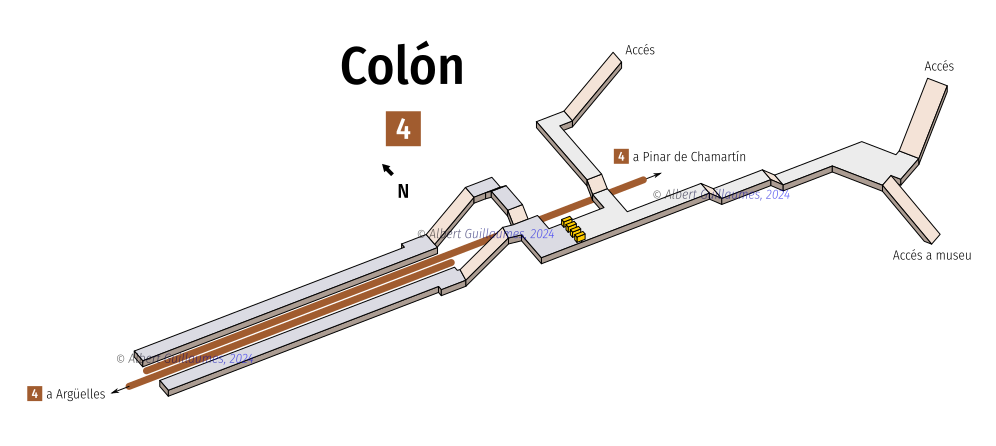 Colón
4
N
Accés
Accés
4 a Pinar de Chamartín
© Albert Guillaumes, 2024
© Albert Guillaumes, 2024
Accés a museu
© Albert Guillaumes, 2024
4 a Argüelles